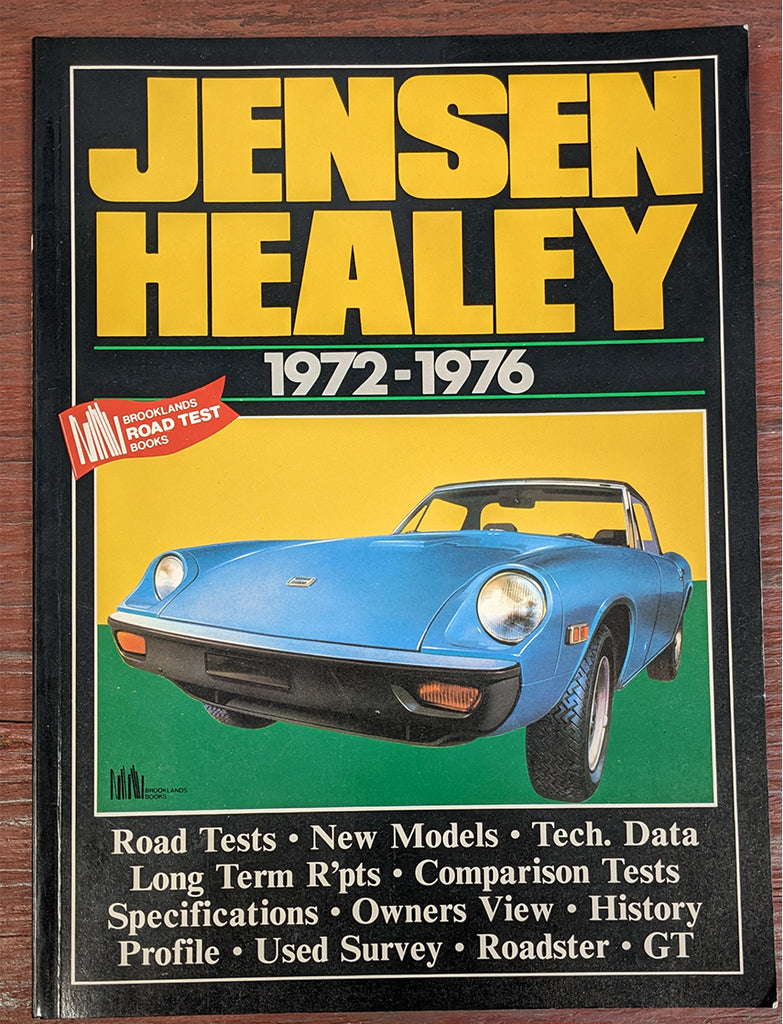 JENSEN
HEALEY
1972-1976
BROOKLANDS
ROAD TEST
BOOKS
BROOKLANDS
BOOKS
Road Tests • New Models • Tech. Data
Long Term R'pts • Comparison Tests
Specifications • Owners View • History
Profile • Used Survey • Roadster • GT